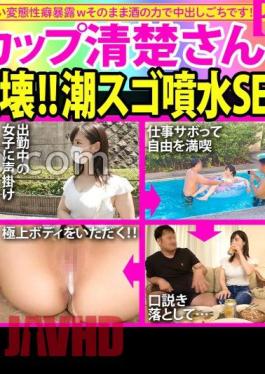 い変態性癖暴露wそのまま酒の力で中出しごちです!
カップ清楚さん
壊!!潮スゴ噴水SE
出勤中の
女子に声掛け
仕事サボって
自由を満喫
極上ボディをいただく!!
口説き
落として…
JAVHD